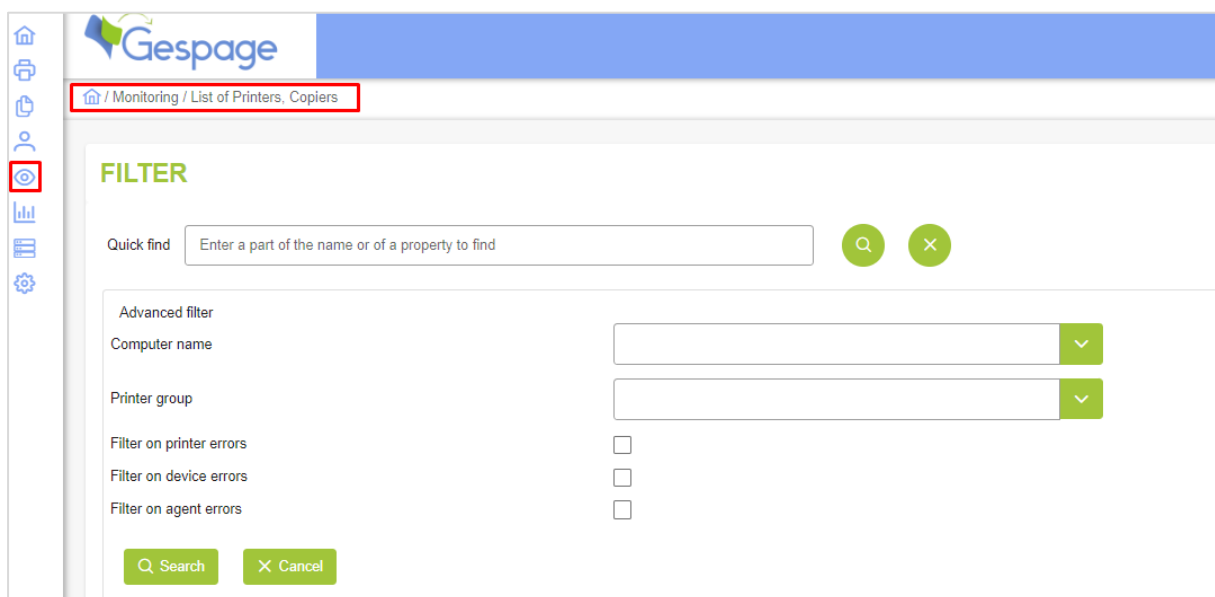 Gespage
/ Monitoring / List of Printers, Copiers
FILTER
Quick find Enter a part of the name or of a property to find
Advanced filter
Computer name
Printer group
Filter on printer errors
Filter on device errors
Filter on agent errors
Search Cancel